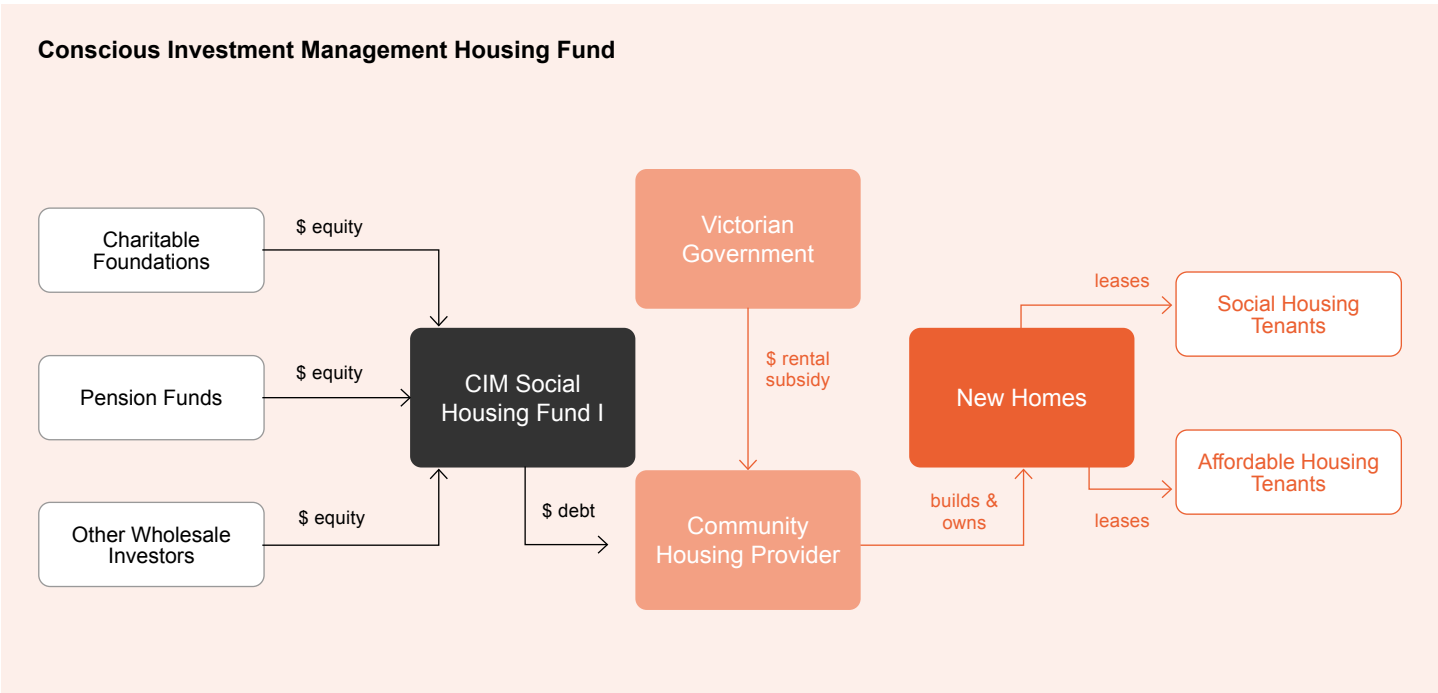 Conscious Investment Management Housing Fund
Charitable
Foundations
$ equity
Pension Funds
$ equity
Other Wholesale
Investors
$ equity
CIM Social
Housing Fund I
$ debt
Victorian
Government
$ rental
subsidy
Community
Housing Provider
builds &
owns
New Homes
leases
Social Housing
Tenants
leases
Affordable Housing
Tenants